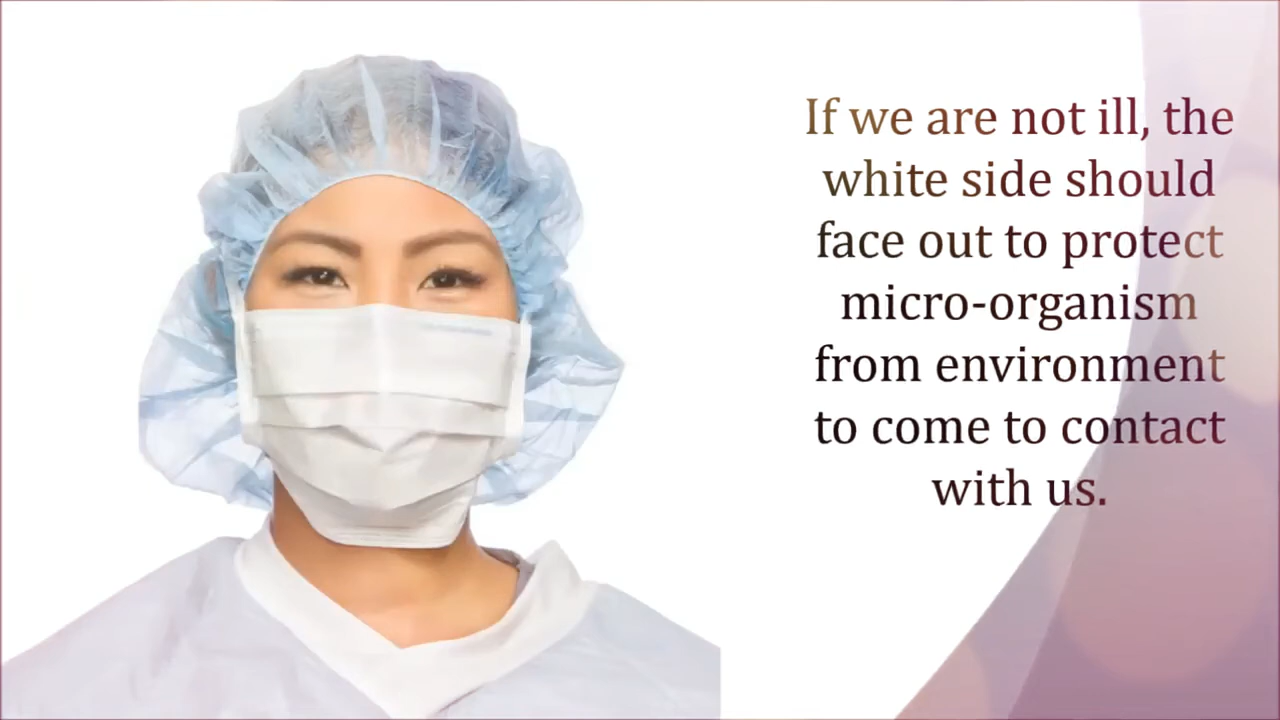 If we are not ill, the
white side should
face out to protect
micro-organism
from environment
to come to contact
with us.